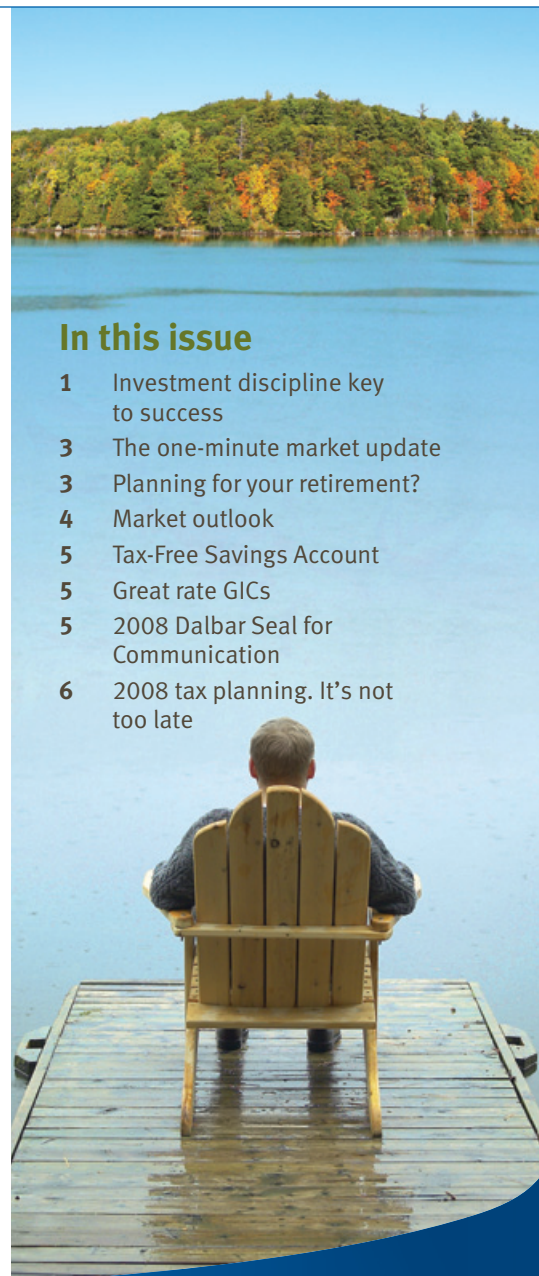 In this issue
1 Investment discipline key
to success
3 The one-minute market update
3 Planning for your retirement?
4 Market outlook
5 Tax-Free Savings Account
5 Great rate GICs
5 2008 Dalbar Seal for
Communication
6 2008 tax planning. It's not
too late